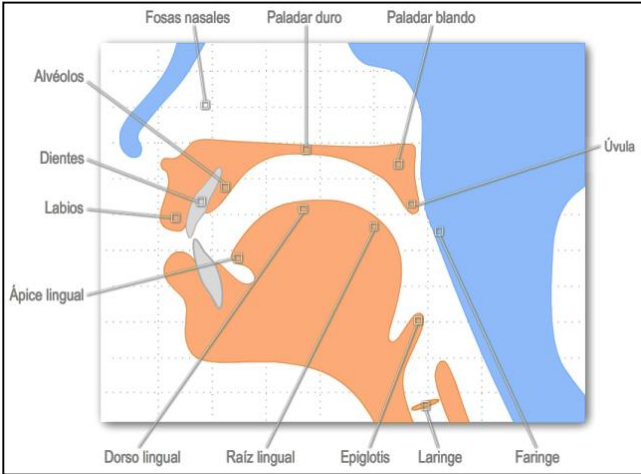 Fosas nasales
Paladar duro
Paladar blando
Alvéolos
Dientes
Úvula
Labios
Ápice lingual
Dorso lingual
Raíz lingual
Epiglotis
Laringe
Faringe